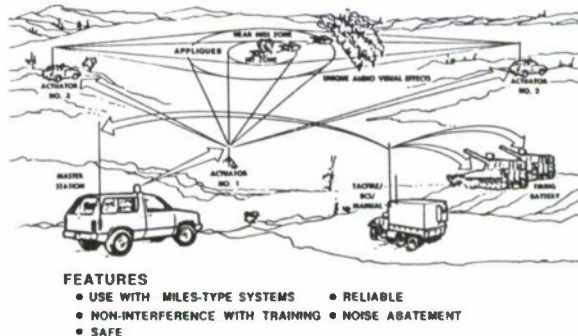 NEAR MISS ZONE
APPLIQUES
HIT ZONE
UNIQUE AUDIO VISUAL EFFECTS
ACTUATOR
NO. 3
ACTUATOR
NO. 2
MASTER
STATION
ACTUATOR
NO. 1
TACFIRE/
BCS/
MANUAL
FIRING
BATTERY
FEATURES
• USE WITH MILES-TYPE SYSTEMS • RELIABLE
• NON-INTERFERENCE WITH TRAINING • NOISE ABATEMENT
• SAFE